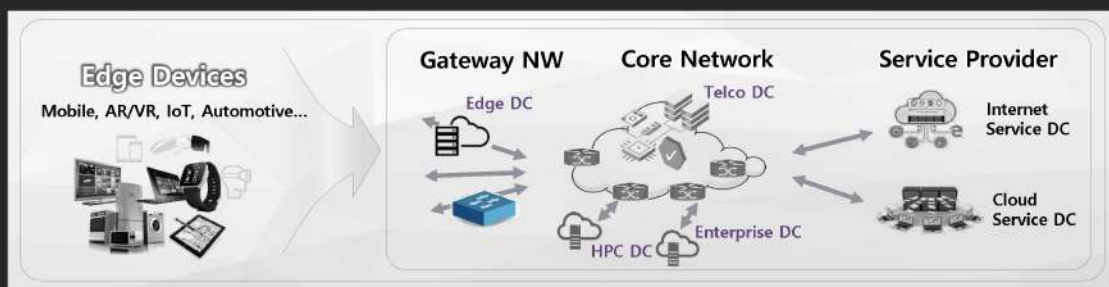 Edge Devices
Mobile, AR/VR, IoT, Automotive...
Gateway NW
Core Network
Service Provider
Edge DC
Telco DC
Internet
Service DC
Cloud
Service DC
Enterprise DC
HPC DC